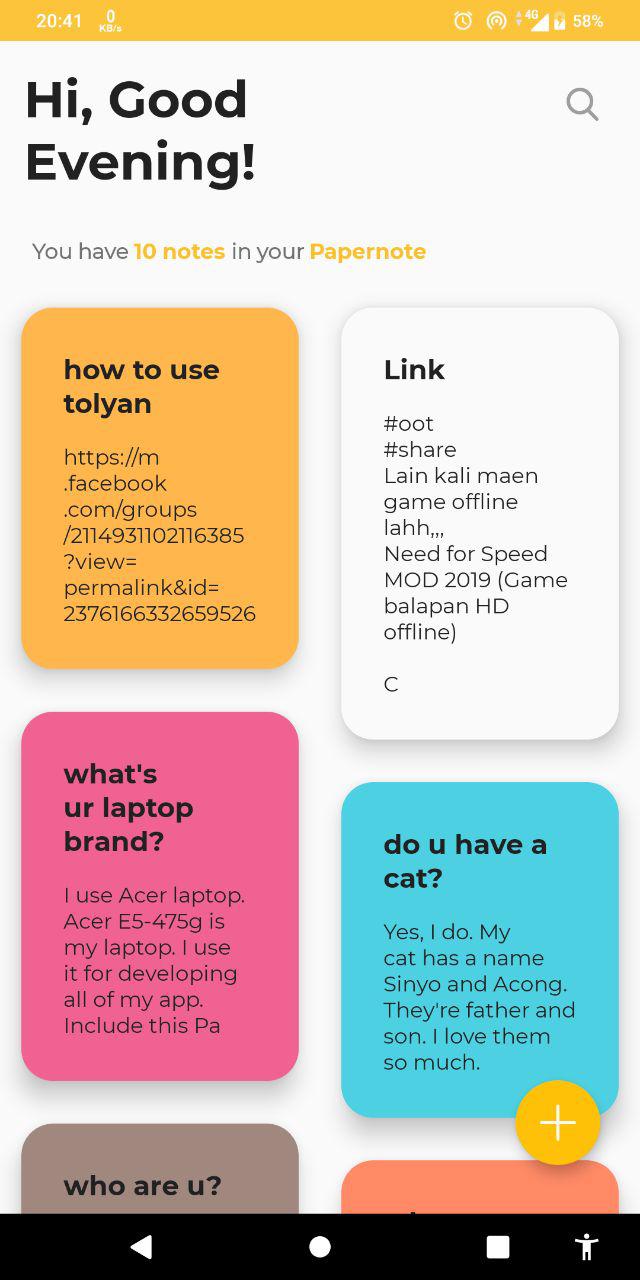 20:41 0 KB/s 4G 58%
Hi, Good
Evening!
You have 10 notes in your Papernote
how to use
tolyan
https://m
.facebook
.com/groups
/2114931102116385
?view=
permalink&id=
2376166332659526
Link
#oot
#share
Lain kali maen
game offline
lahh,,,
Need for Speed
MOD 2019 (Game
balapan HD
offline)
C
what's
ur laptop
brand?
I use Acer laptop.
Acer E5-475g is
my laptop. I use
it for developing
all of my app.
Include this Pa
do u have a
cat?
Yes, I do. My
cat has a name
Sinyo and Acong.
They're father and
son. I love them
so much.
who are u?